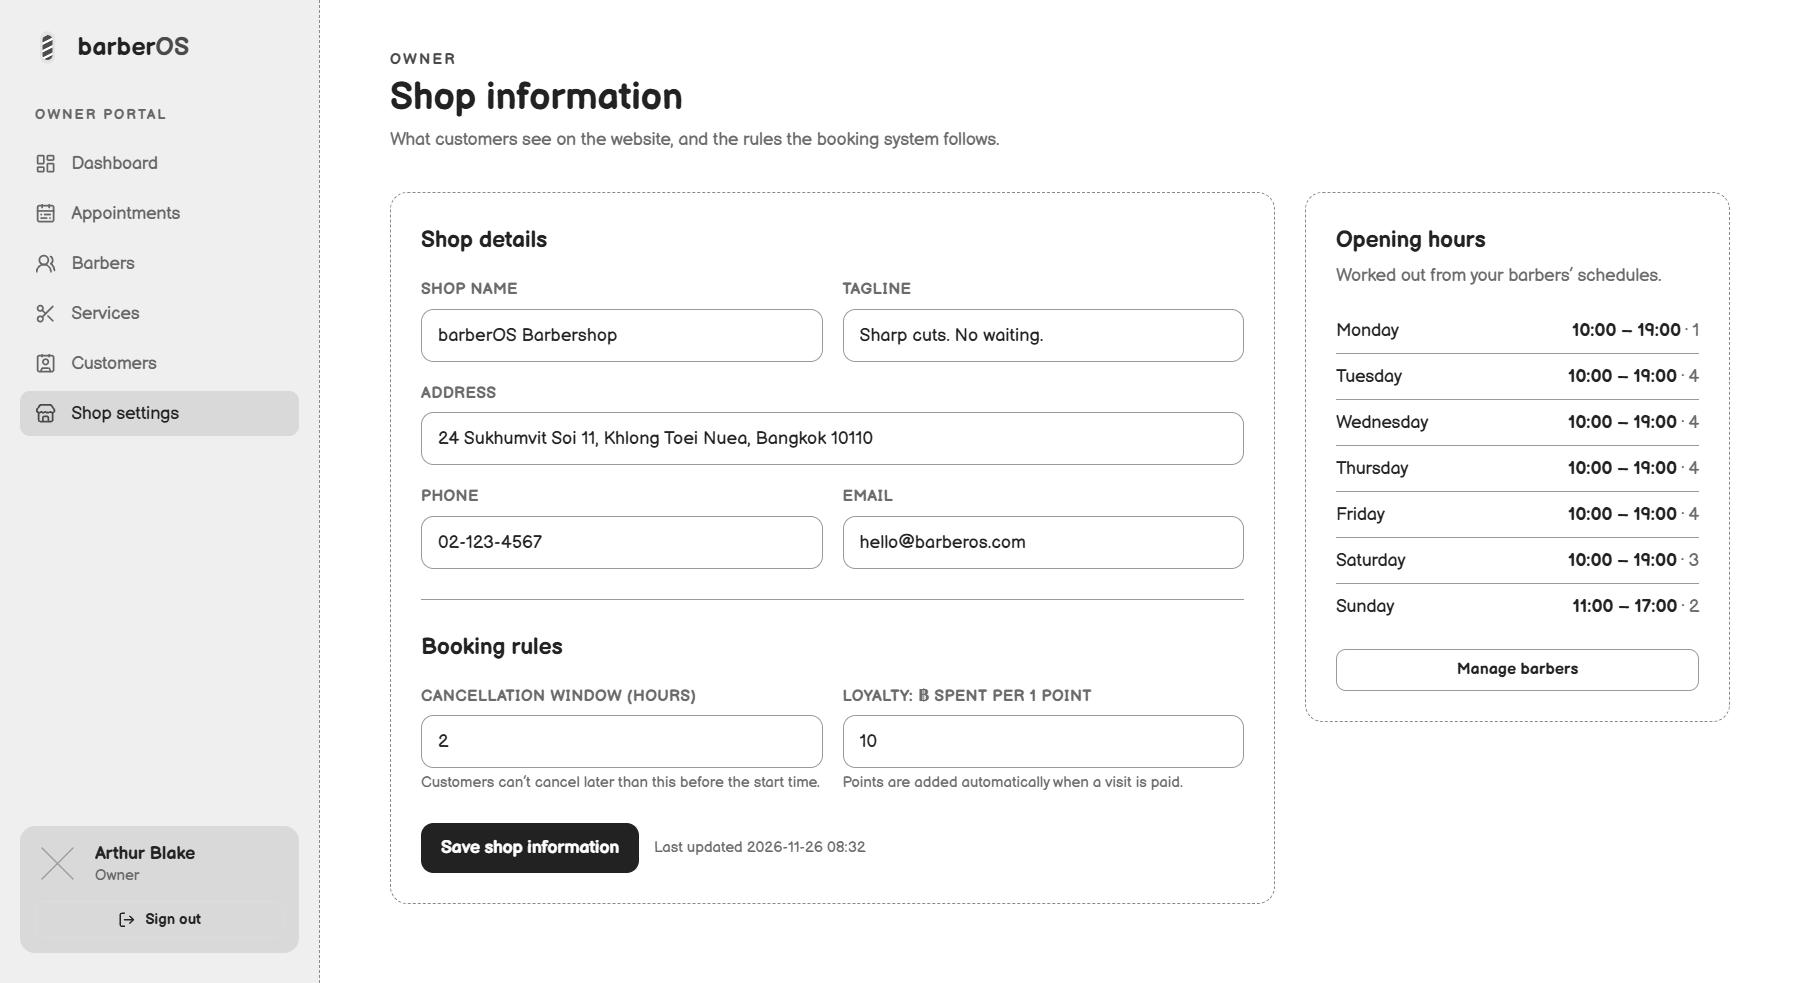 barberOS
OWNER PORTAL
Dashboard
Appointments
Barbers
Services
Customers
Shop settings
Arthur Blake
Owner
Sign out
OWNER
Shop information
What customers see on the website, and the rules the booking system follows.
Shop details
SHOP NAME
barberOS Barbershop
TAGLINE
Sharp cuts. No waiting.
ADDRESS
24 Sukhumvit Soi 11, Khlong Toei Nuea, Bangkok 10110
PHONE
02-123-4567
EMAIL
hello@barberos.com
Booking rules
CANCELLATION WINDOW (HOURS)
2
Customers can't cancel later than this before the start time.
LOYALTY: ฿ SPENT PER 1 POINT
10
Points are added automatically when a visit is paid.
Save shop information
Last updated 2026-11-26 08:32
Opening hours
Worked out from your barbers' schedules.
Monday 10:00 – 19:00 · 1
Tuesday 10:00 – 19:00 · 4
Wednesday 10:00 – 19:00 · 4
Thursday 10:00 – 19:00 · 4
Friday 10:00 – 19:00 · 4
Saturday 10:00 – 19:00 · 3
Sunday 11:00 – 17:00 · 2
Manage barbers